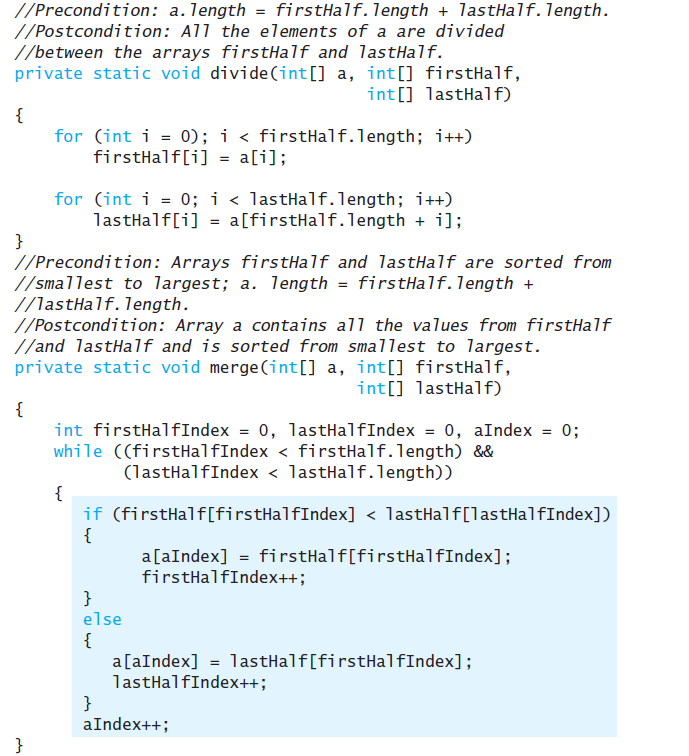 //Precondition: a.length = firstHalf.length + lastHalf.length.
//Postcondition: All the elements of a are divided
//between the arrays firstHalf and lastHalf.
private static void divide(int[] a, int[] firstHalf,
                                    int[] lastHalf)
{
    for (int i = 0); i < firstHalf.length; i++)
        firstHalf[i] = a[i];

    for (int i = 0; i < lastHalf.length; i++)
        lastHalf[i] = a[firstHalf.length + i];
}
//Precondition: Arrays firstHalf and lastHalf are sorted from
//smallest to largest; a. length = firstHalf.length +
//lastHalf.length.
//Postcondition: Array a contains all the values from firstHalf
//and lastHalf and is sorted from smallest to largest.
private static void merge(int[] a, int[] firstHalf,
                                   int[] lastHalf)
{
    int firstHalfIndex = 0, lastHalfIndex = 0, aIndex = 0;
    while ((firstHalfIndex < firstHalf.length) &&
           (lastHalfIndex < lastHalf.length))
    {
       if (firstHalf[firstHalfIndex] < lastHalf[lastHalfIndex])
       {
             a[aIndex] = firstHalf[firstHalfIndex];
             firstHalfIndex++;
       }
       else
       {
          a[aIndex] = lastHalf[firstHalfIndex];
          lastHalfIndex++;
       }
       aIndex++;
}